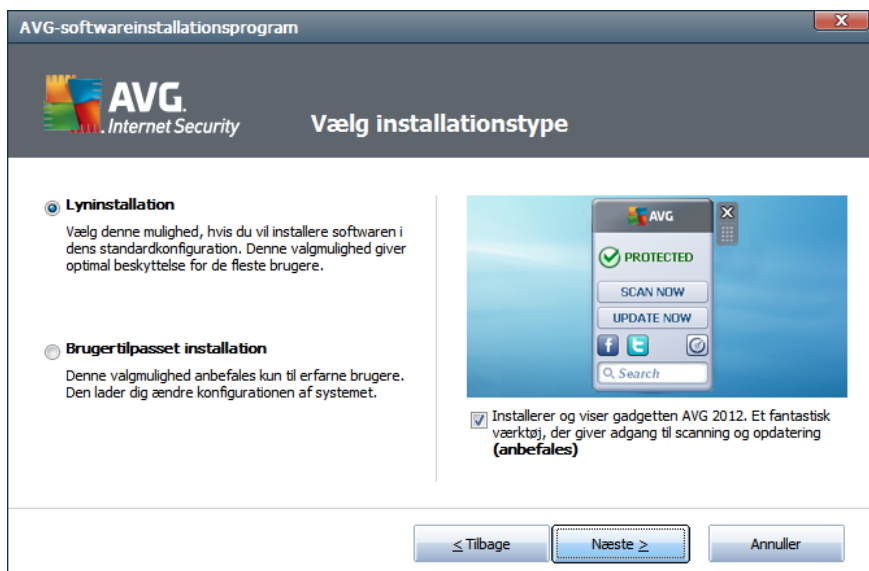 AVG-softwareinstallationsprogram
AVG.
Internet Security
Vælg installationstype
Lyninstallation
Vælg denne mulighed, hvis du vil installere softwaren i
dens standardkonfiguration. Denne valgmulighed giver
optimal beskyttelse for de fleste brugere.
Brugertilpasset installation
Denne valgmulighed anbefales kun til erfarne brugere.
Den lader dig ændre konfigurationen af systemet.
AVG
PROTECTED
SCAN NOW
UPDATE NOW
Search
Installerer og viser gadgetten AVG 2012. Et fantastisk
værktøj, der giver adgang til scanning og opdatering
(anbefales)
< Tilbage
Næste >
Annuller